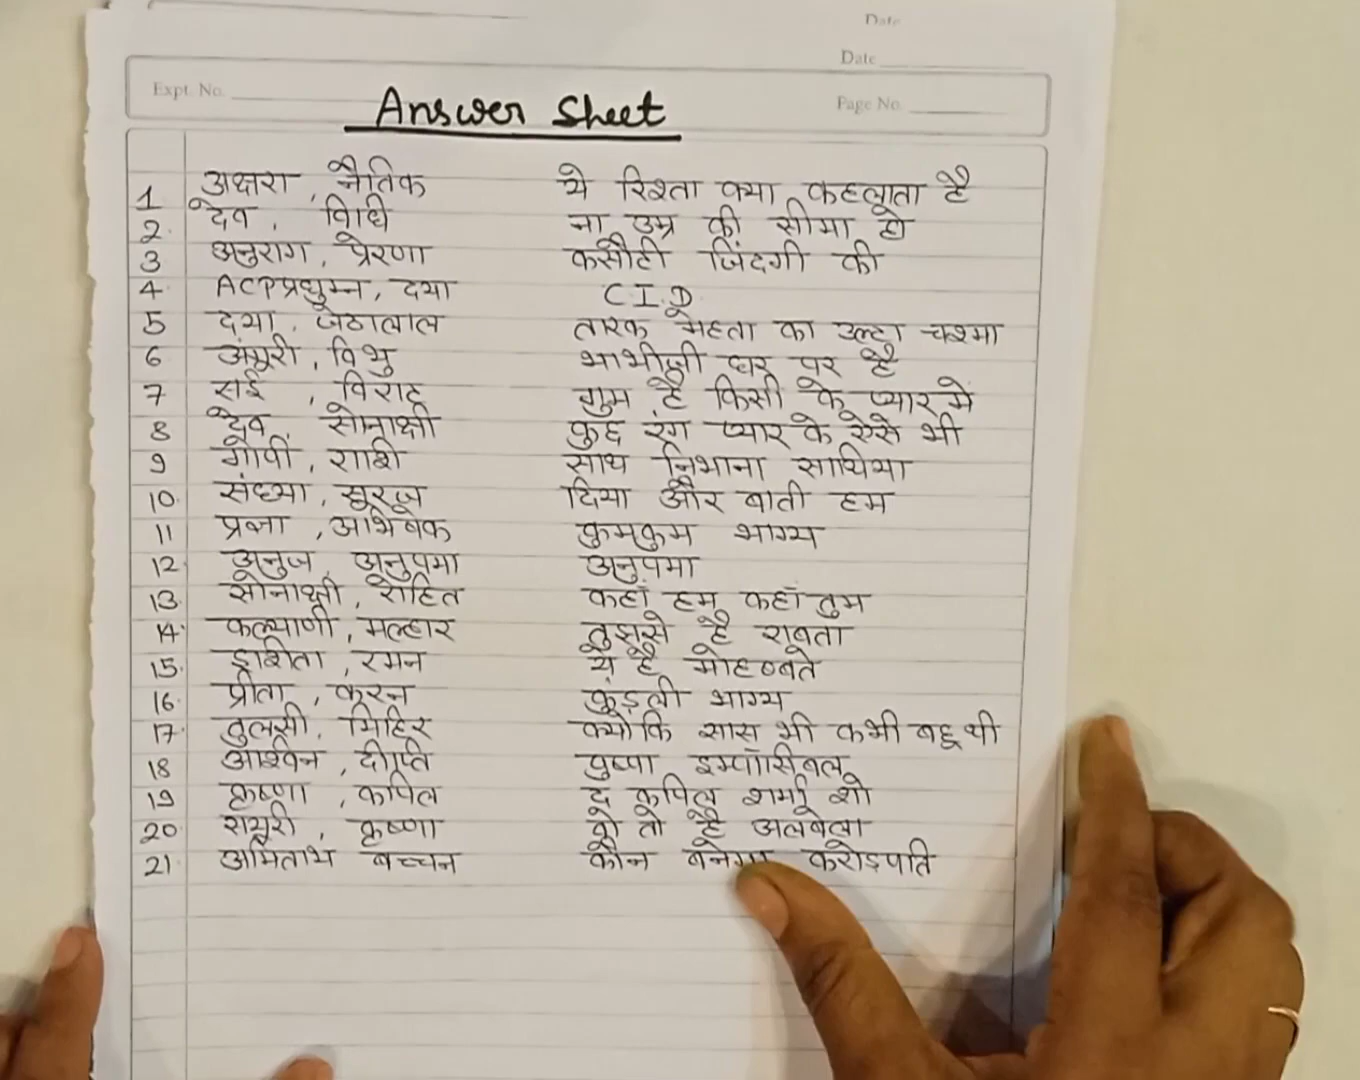 Date
Date
Expt. No.
Page No.
Answer Sheet
1 अक्षरा, नैतिक ये रिश्ता क्या कहलाता है
2. देव, विधि ना उम्र की सीमा हो
3 अनुराग, प्रेरणा कसौटी जिंदगी की
4 ACP प्रद्युम्न, दया C.I.D
5 दया, जेठालाल तारक मेहता का उल्टा चश्मा
6 अंगूरी, विभु भाभीजी घर पर है
7 सई, विराट गुम है किसी के प्यार में
8 देव, सोनाक्षी कुछ रंग प्यार के ऐसे भी
9 गोपी, राशि साथ निभाना साथिया
10. संध्या, सूरज दिया और बाती हम
11 प्रज्ञा, अभिषेक कुमकुम भाग्य
12. अनुज, अनुपमा अनुपमा
13. सोनाक्षी, रोहित कहाँ हम कहाँ तुम
14. कल्याणी, मल्हार तुझसे है राबता
15. इशिता, रमन ये है मोहब्बते
16. प्रीता, करन कुंड़ली भाग्य
17. तुलसी, मिहिर क्योकि सास भी कभी बहू थी
18 अश्विन, दीप्ति पुष्पा इम्पॉसिबल
19 कृष्णा, कपिल द कपिल शर्मा शो
20. सायूरी, कृष्णा वो तो है अलबेला
21. अमिताभ बच्चन कौन बनेगा करोड़पति